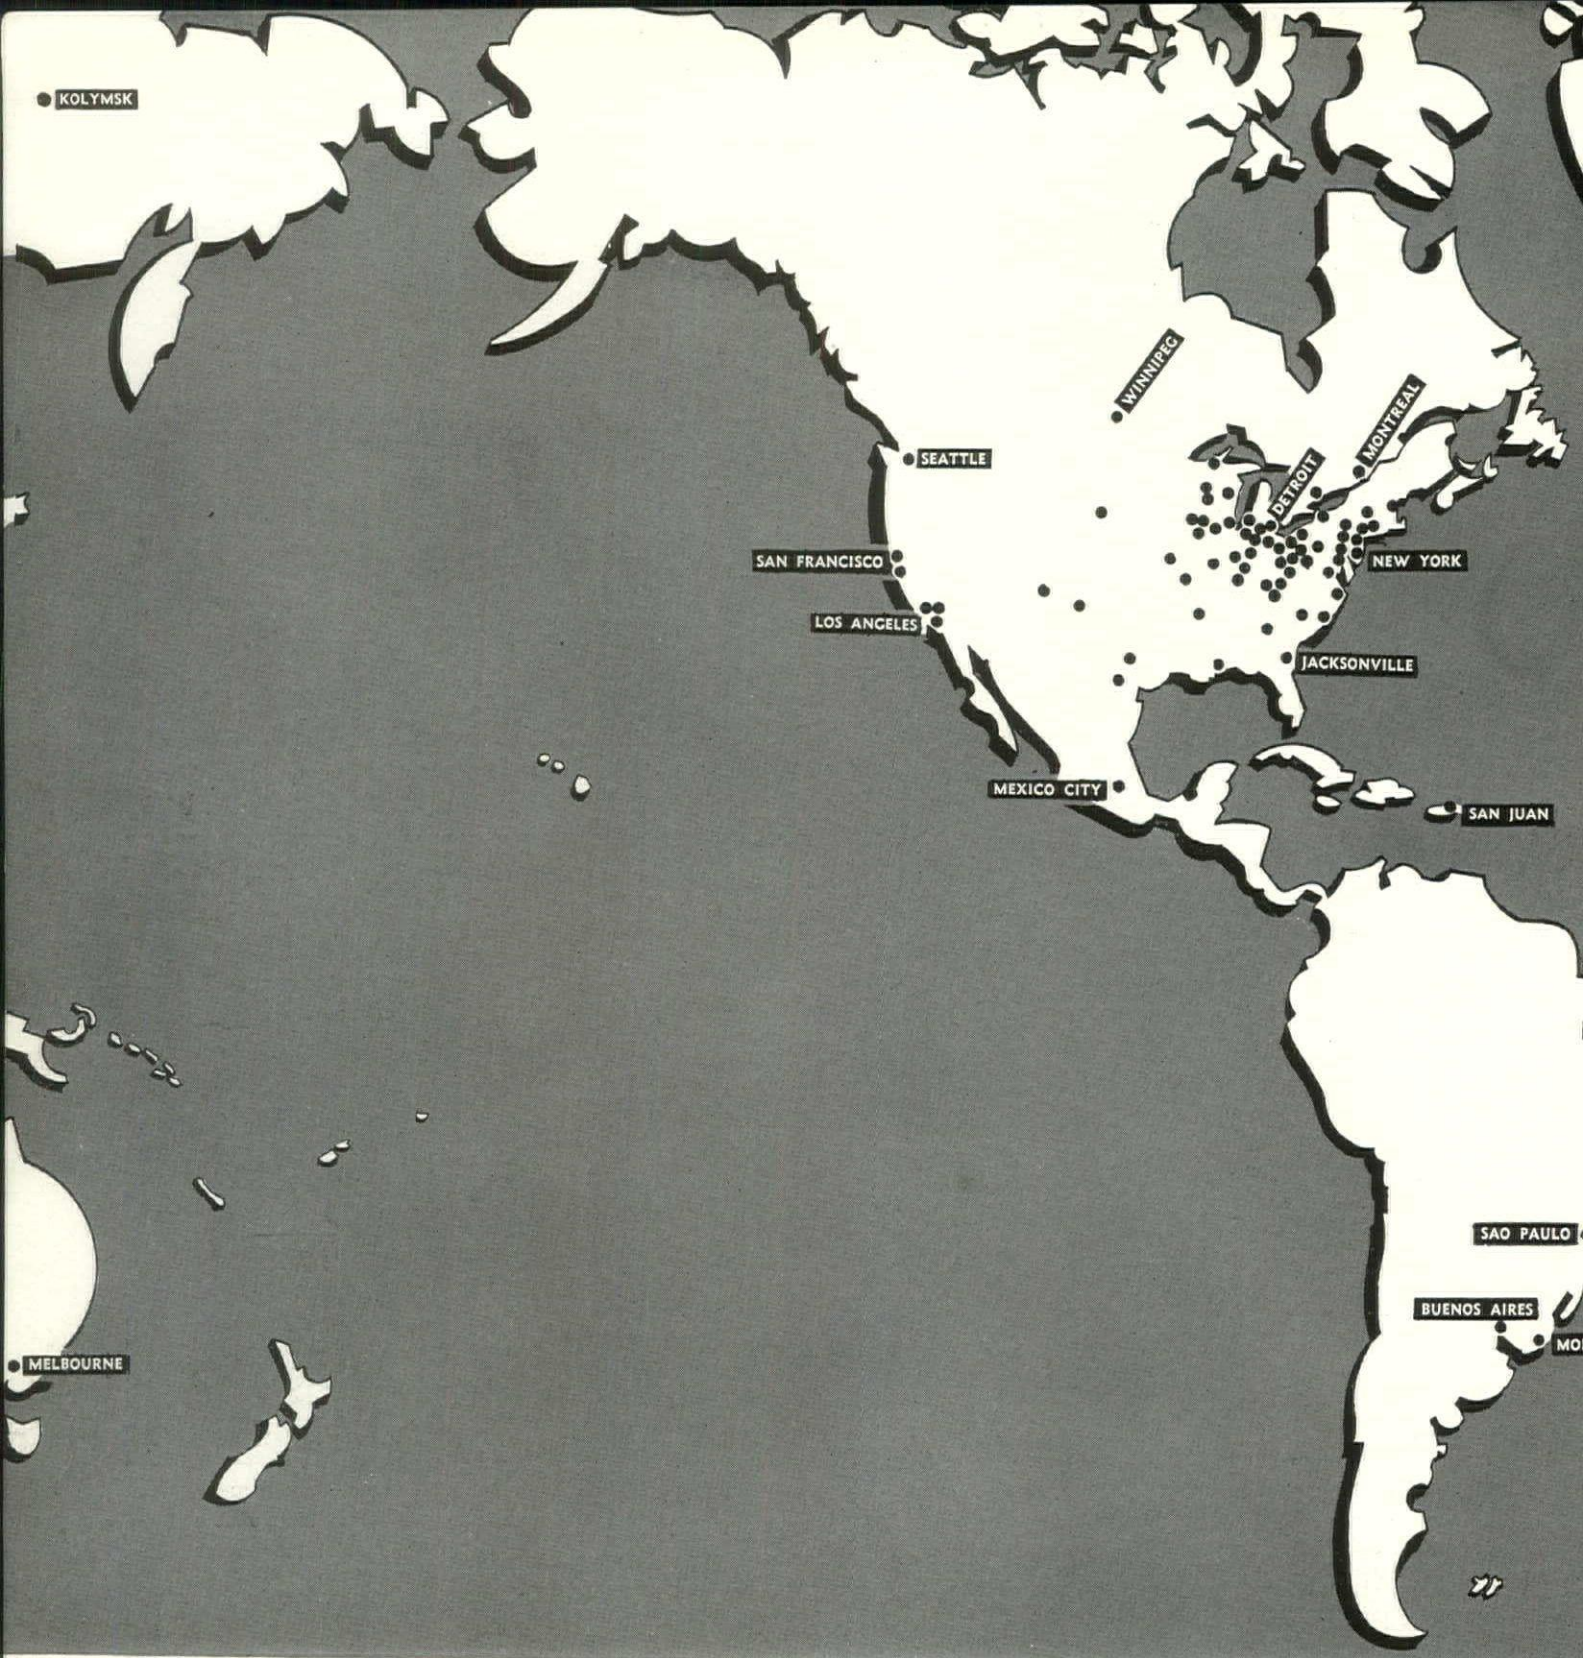 KOLYMSK
WINNIPEG
MONTREAL
SEATTLE
DETROIT
SAN FRANCISCO
NEW YORK
LOS ANGELES
JACKSONVILLE
MEXICO CITY
SAN JUAN
SAO PAULO
BUENOS AIRES
MO
MELBOURNE